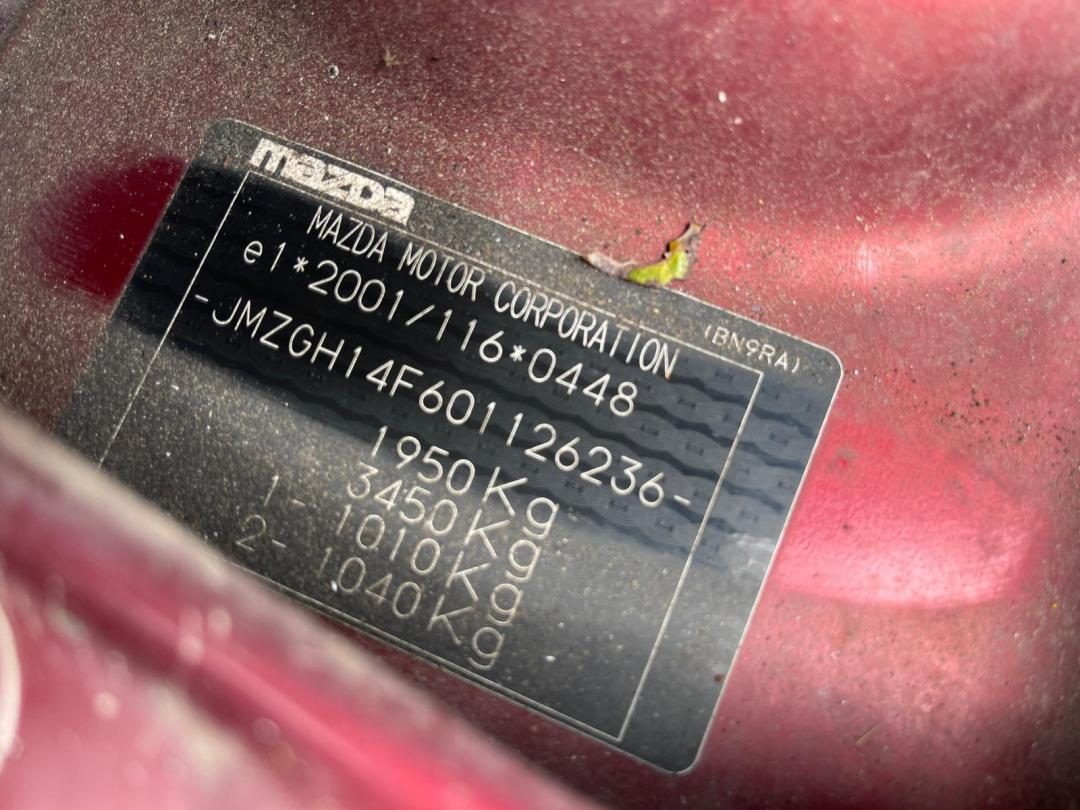 mazda
MAZDA MOTOR CORPORATION (BN9RA)
e1*2001/116*0448
-JMZGH14F601126236-
1950Kg
3450Kg
1- 1010Kg
2- 1040Kg